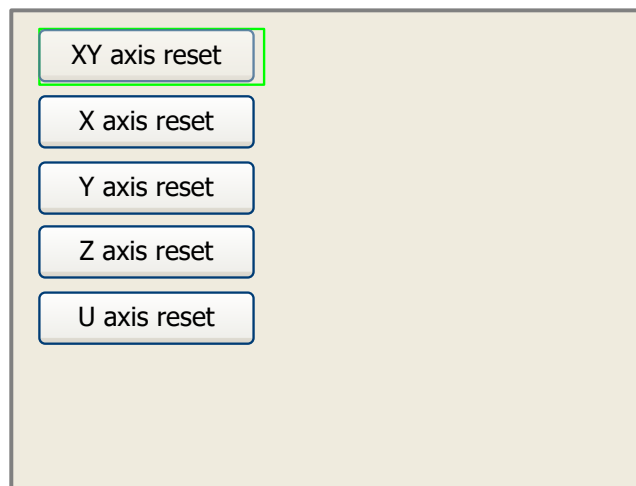 XY axis reset
X axis reset
Y axis reset
Z axis reset
U axis reset